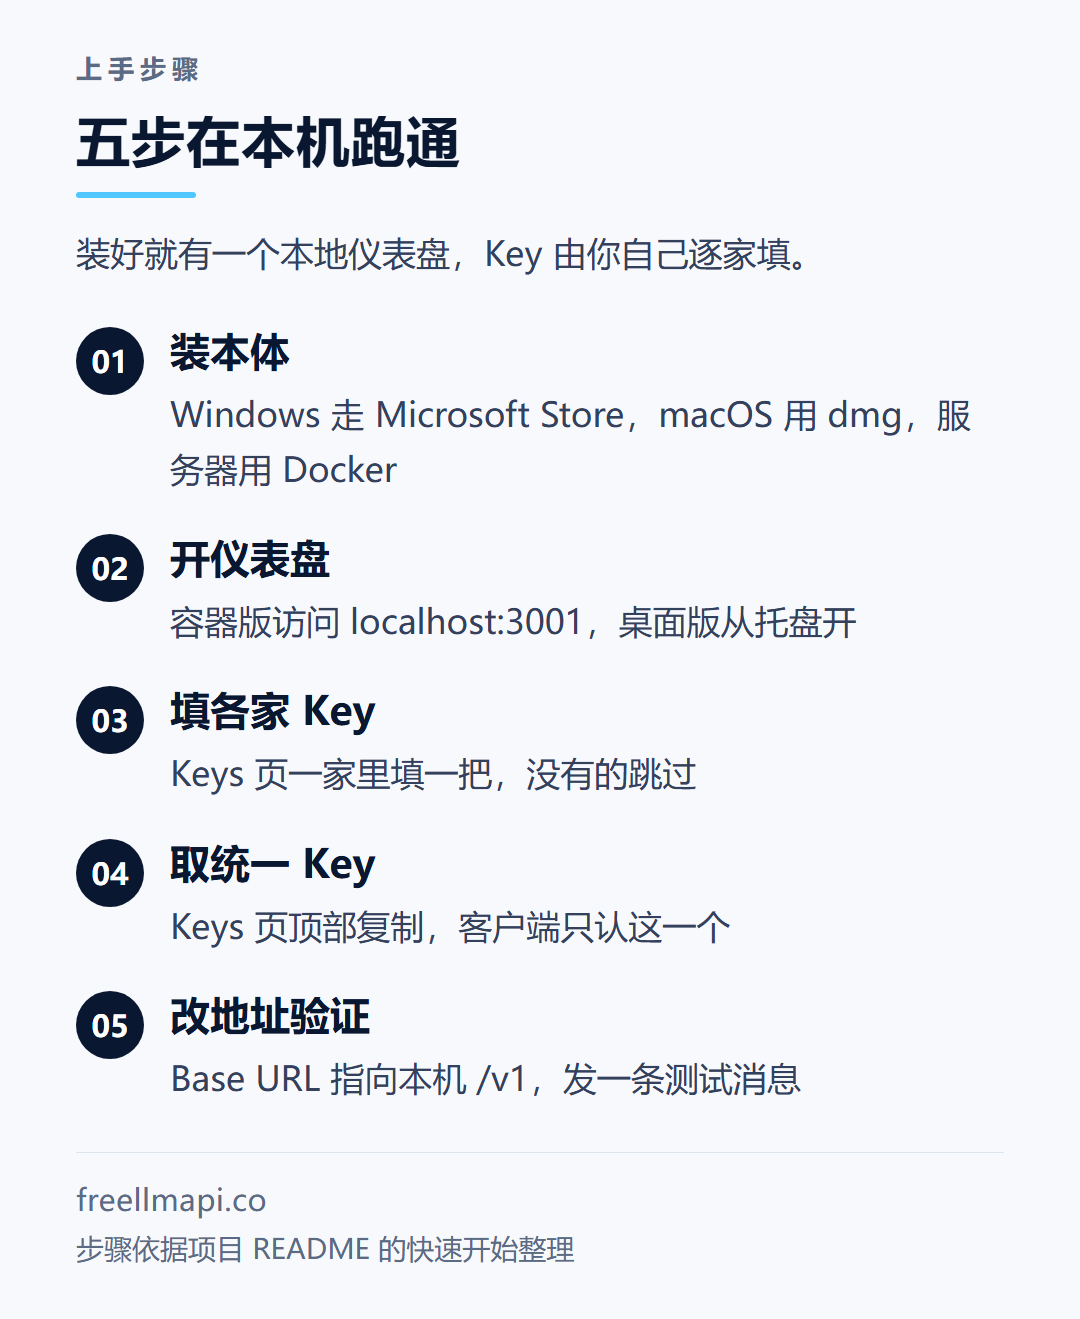 上手步骤
五步在本机跑通
装好就有一个本地仪表盘，Key 由你自己逐家填。
01
装本体
Windows 走 Microsoft Store，macOS 用 dmg，服
务器用 Docker
02
开仪表盘
容器版访问 localhost:3001，桌面版从托盘开
03
填各家 Key
Keys 页一家里填一把，没有的跳过
04
取统一 Key
Keys 页顶部复制，客户端只认这一个
05
改地址验证
Base URL 指向本机 /v1，发一条测试消息
freellmapi.co
步骤依据项目 README 的快速开始整理